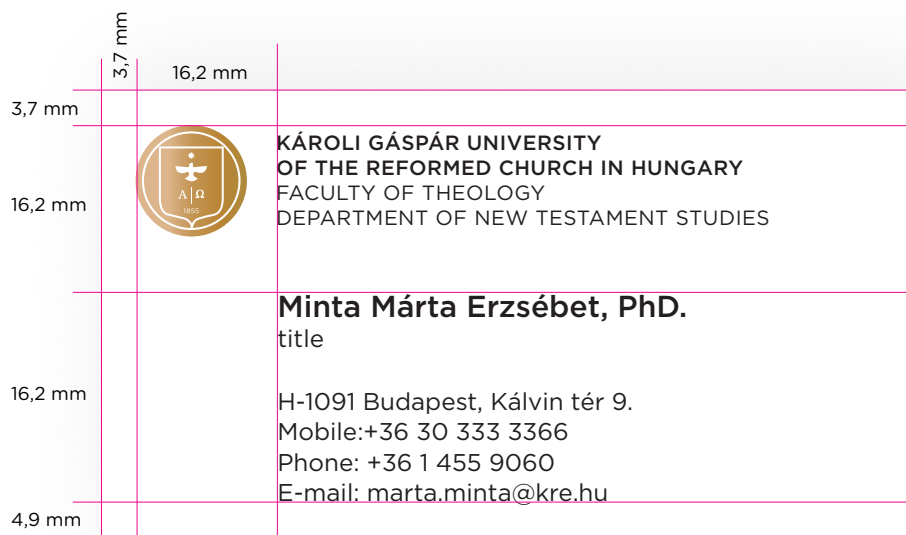 3,7 mm
16,2 mm
3,7 mm
KÁROLI GÁSPÁR UNIVERSITY
OF THE REFORMED CHURCH IN HUNGARY
FACULTY OF THEOLOGY
DEPARTMENT OF NEW TESTAMENT STUDIES
16,2 mm
Α Ω
1855
Minta Márta Erzsébet, PhD.
title
16,2 mm
H-1091 Budapest, Kálvin tér 9.
Mobile:+36 30 333 3366
Phone: +36 1 455 9060
E-mail: marta.minta@kre.hu
4,9 mm